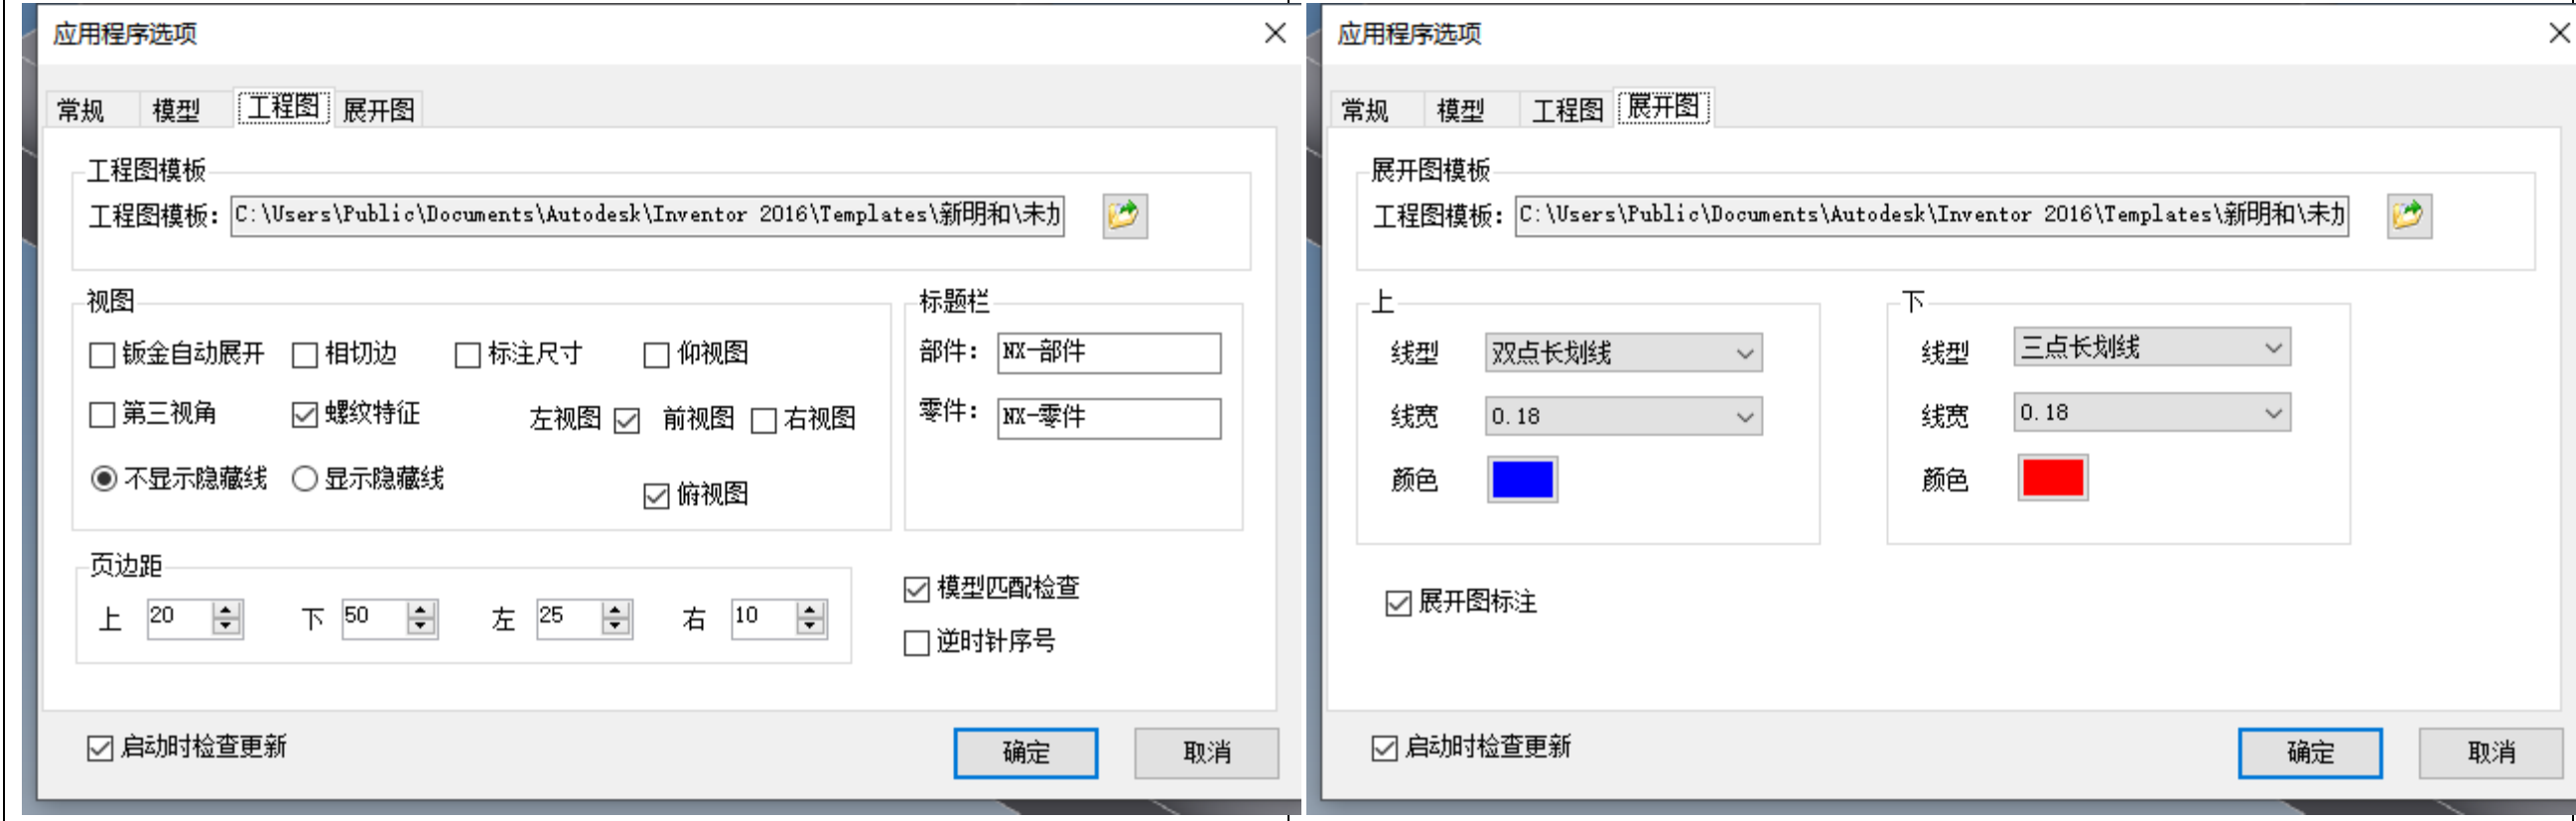 应用程序选项
常规 模型 工程图 展开图
工程图模板
工程图模板: C:\Users\Public\Documents\Autodesk\Inventor 2016\Templates\新明和\未
视图
钣金自动展开 相切边 标注尺寸 仰视图
第三视角 螺纹特征 左视图 前视图 右视图
不显示隐藏线 显示隐藏线 俯视图
标题栏
部件: NX-部件
零件: NX-零件
页边距
上 20 下 50 左 25 右 10
模型匹配检查
逆时针序号
启动时检查更新 确定 取消
应用程序选项
常规 模型 工程图 展开图
展开图模板
工程图模板: C:\Users\Public\Documents\Autodesk\Inventor 2016\Templates\新明和\未
上
线型 双点长划线
线宽 0.18
颜色
下
线型 三点长划线
线宽 0.18
颜色
展开图标注
启动时检查更新 确定 取消